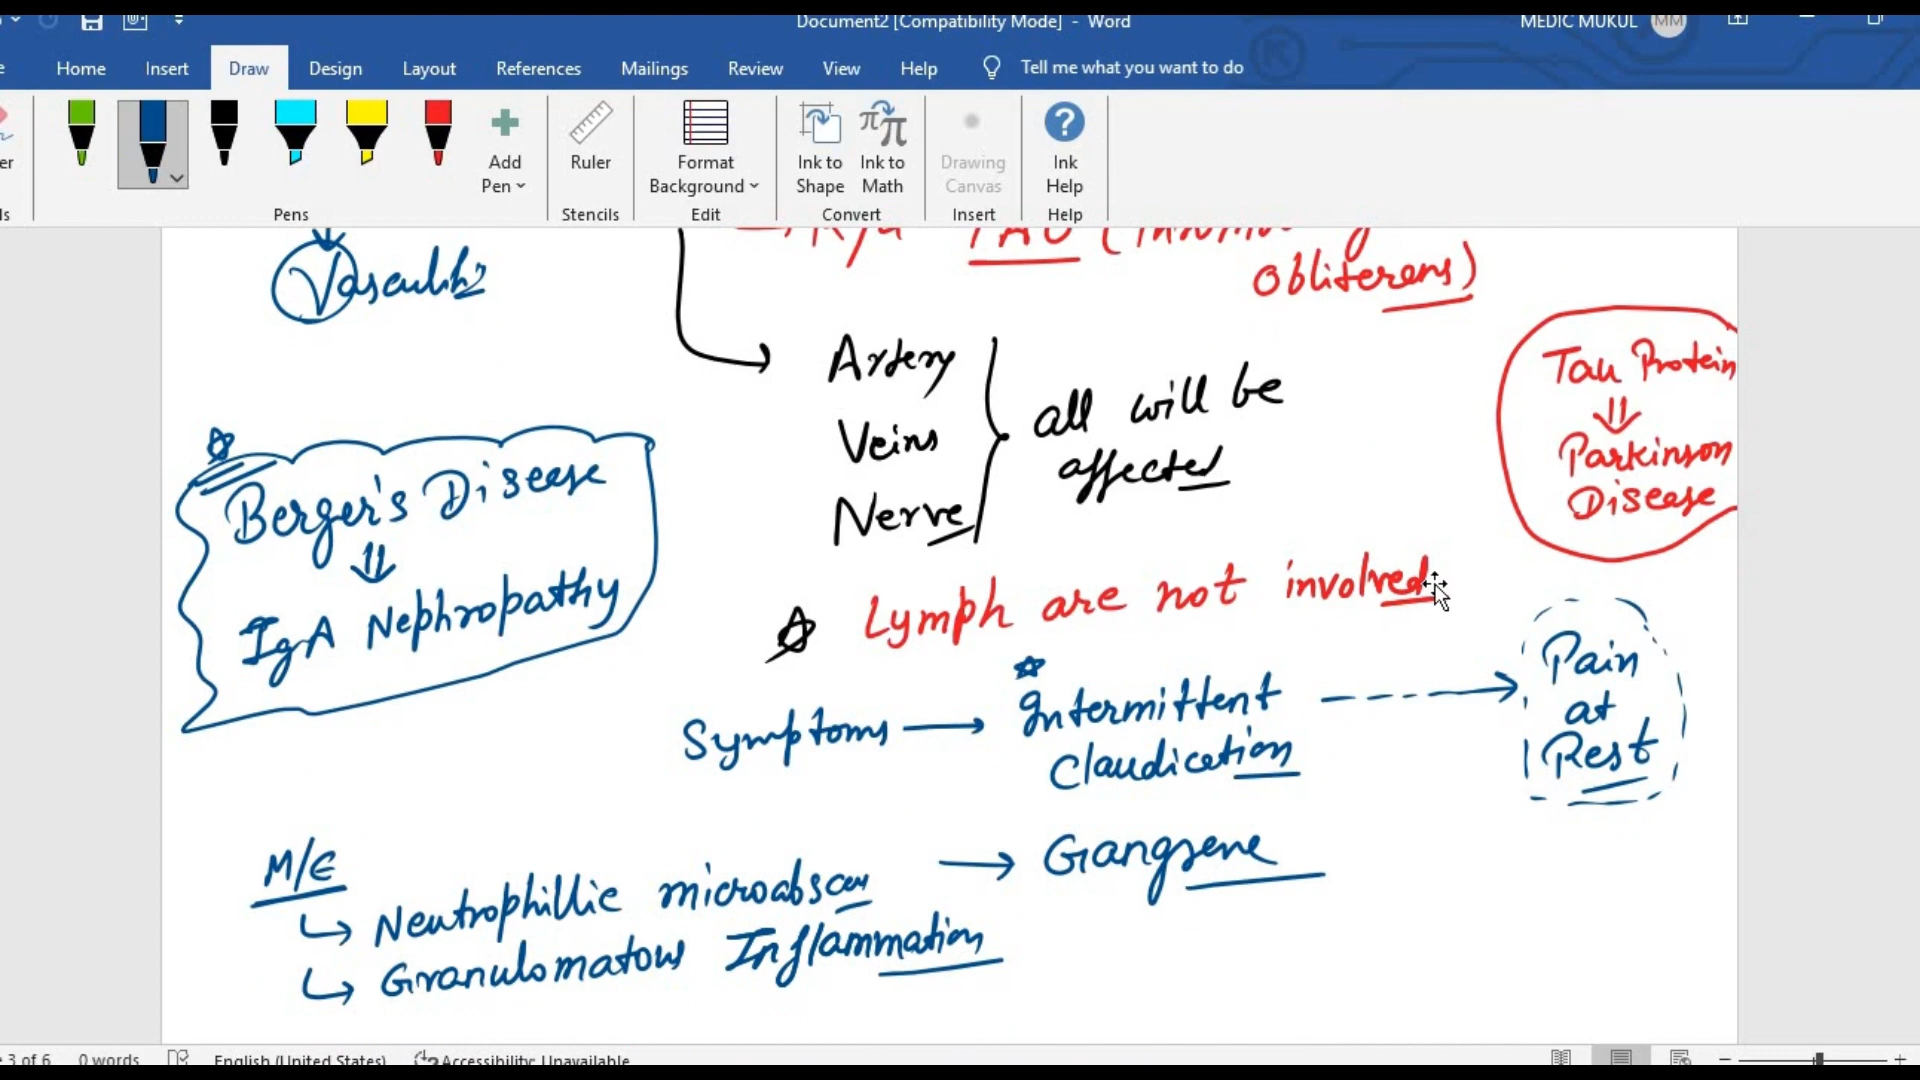 Document2 [Compatibility Mode] - Word
MEDIC MUKUL
MM
Home Insert Draw Design Layout References Mailings Review View Help Tell me what you want to do
Add Pen
Ruler
Format Background
Ink to Shape
Ink to Math
Drawing Canvas
Ink Help
Pens Stencils Edit Convert Insert Help
TAO
Obliterans)
Vasculitis
Artery
Veins
Nerve
all will be
affected
Tau Protein
Parkinson
Disease
Berger's Disease
IgA Nephropathy
Lymph are not involved
Symptoms → Intermittent
Claudication
Pain
at
Rest
→ Gangrene
M/E
Neutrophillic microabscess
Granulomatous Inflammation
3 of 6 0 words English (United States) Accessibility: Unavailable